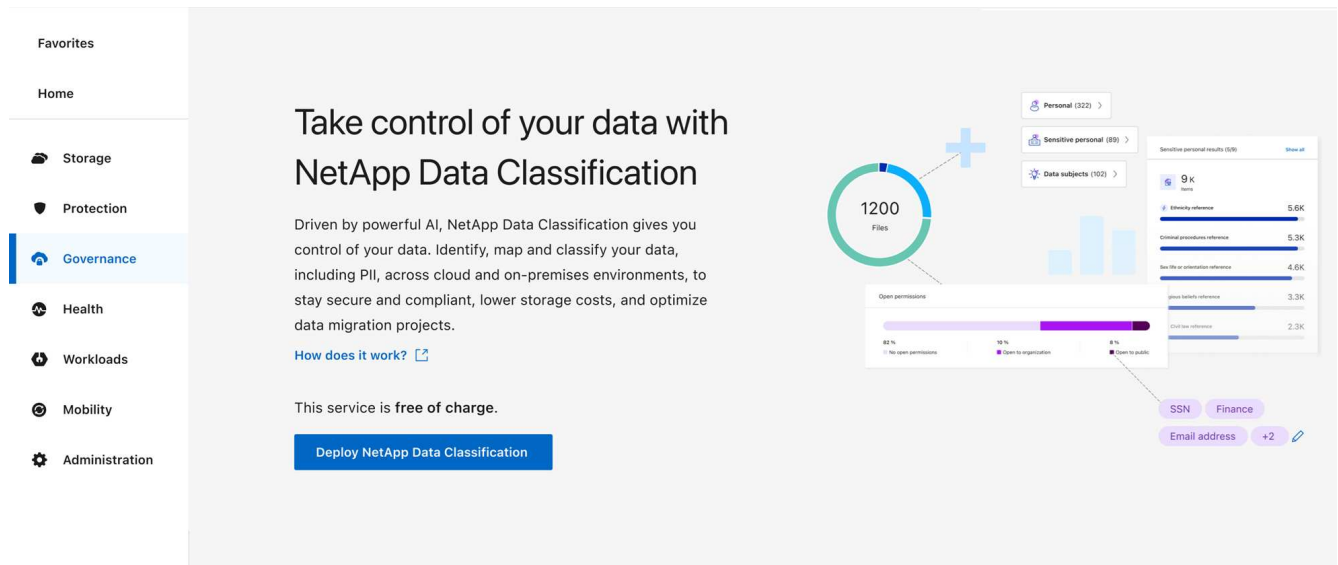 Favorites
Home
Storage
Protection
Governance
Health
Workloads
Mobility
Administration
Take control of your data with
NetApp Data Classification
Driven by powerful AI, NetApp Data Classification gives you
control of your data. Identify, map and classify your data,
including PII, across cloud and on-premises environments, to
stay secure and compliant, lower storage costs, and optimize
data migration projects.
How does it work?
This service is free of charge.
Deploy NetApp Data Classification
Personal (322)
Sensitive personal (89)
Data subjects (102)
1200
Files
Sensitive personal results (5/9) Show all
9 K
Items
Ethnicity reference 5.6K
Criminal procedures reference 5.3K
Sex life or orientation reference 4.6K
beliefs reference 3.3K
Civil law reference 2.3K
Open permissions
82 % 10 % 8 %
No open permissions Open to organization Open to public
SSN Finance
Email address +2